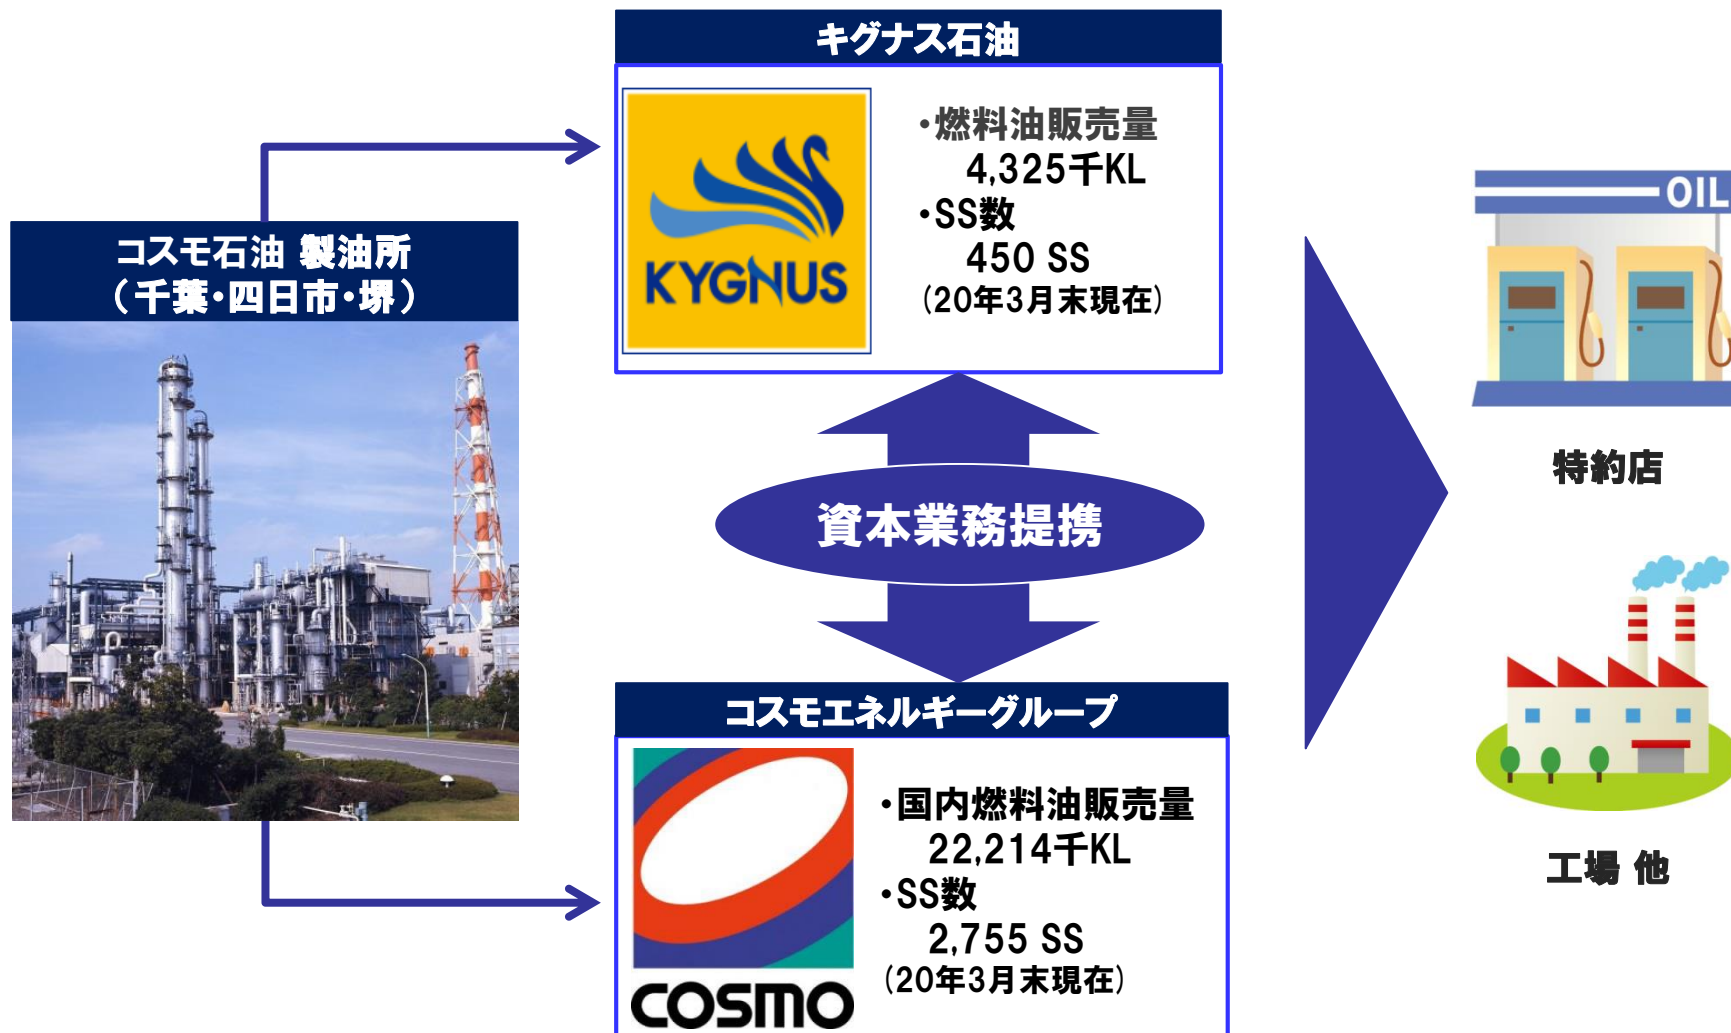 コスモ石油 製油所
（千葉・四日市・堺）
キグナス石油
KYGNUS
・燃料油販売量
4,325千KL
・SS数
450 SS
(20年3月末現在)
資本業務提携
コスモエネルギーグループ
COSMO
・国内燃料油販売量
22,214千KL
・SS数
2,755 SS
(20年3月末現在)
OIL
特約店
工場 他